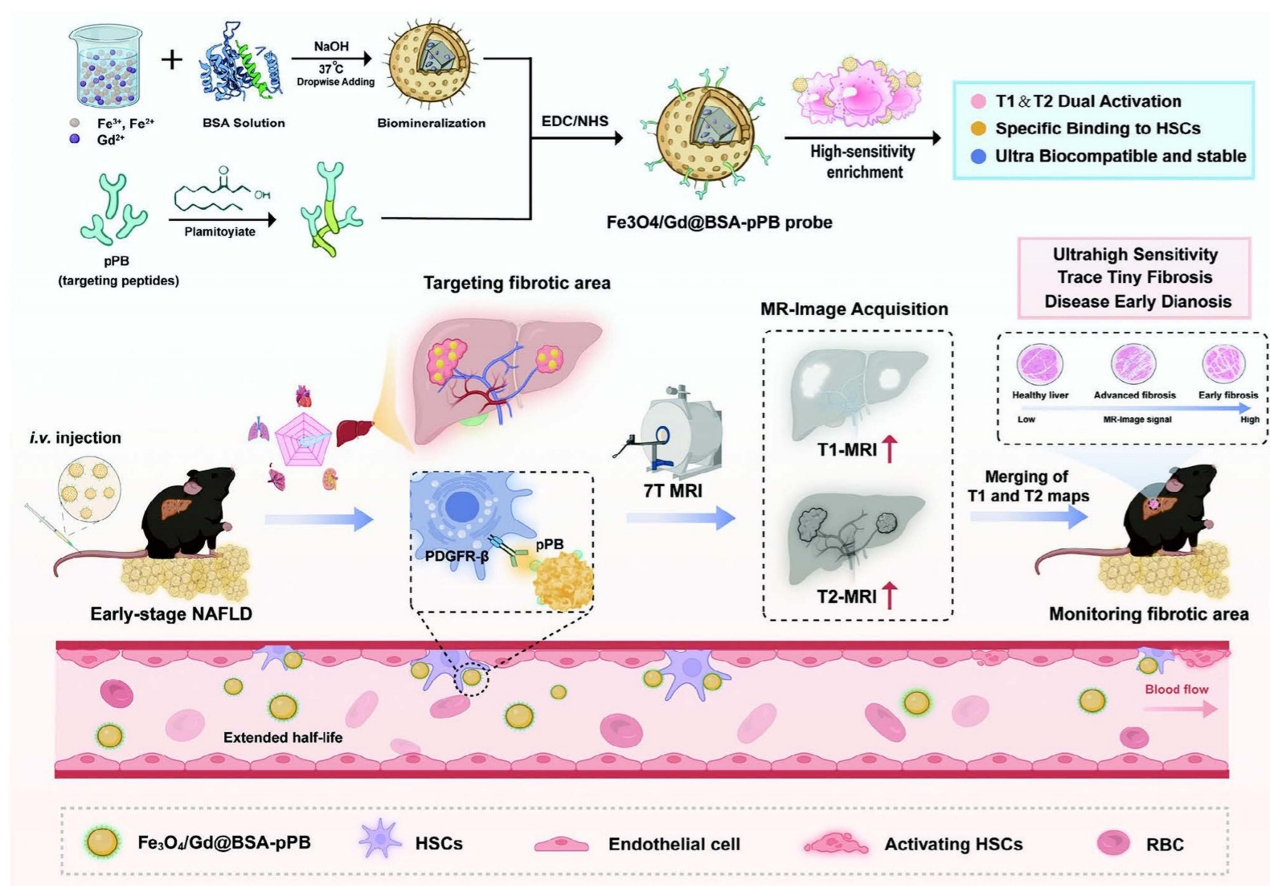 NaOH
37°C
Dropwise Adding
Fe³⁺, Fe²⁺
Gd²⁺
BSA Solution
Biomineralization
EDC/NHS
pPB
(targeting peptides)
OH
Plamitoyiate
Fe3O4/Gd@BSA-pPB probe
High-sensitivity
enrichment
T1&T2 Dual Activation
Specific Binding to HSCs
Ultra Biocompatible and stable
Ultrahigh Sensitivity
Trace Tiny Fibrosis
Disease Early Dianosis
Healthy liver
Advanced fibrosis
Early fibrosis
Low
MR-Image signal
High
i.v. injection
Early-stage NAFLD
Targeting fibrotic area
PDGFR-β
pPB
7T MRI
MR-Image Acquisition
T1-MRI
T2-MRI
Merging of
T1 and T2 maps
Monitoring fibrotic area
Extended half-life
Blood flow
Fe₃O₄/Gd@BSA-pPB
HSCs
Endothelial cell
Activating HSCs
RBC